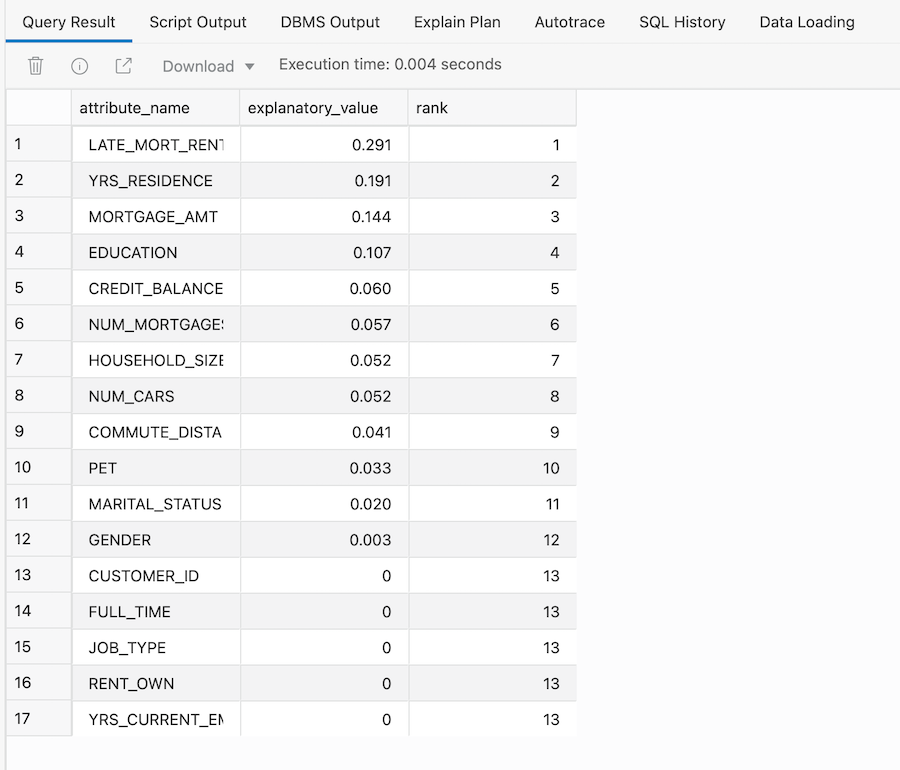 Query Result Script Output DBMS Output Explain Plan Autotrace SQL History Data Loading
Download Execution time: 0.004 seconds
attribute_name explanatory_value rank
1 LATE_MORT_RENT 0.291 1
2 YRS_RESIDENCE 0.191 2
3 MORTGAGE_AMT 0.144 3
4 EDUCATION 0.107 4
5 CREDIT_BALANCE 0.060 5
6 NUM_MORTGAGES 0.057 6
7 HOUSEHOLD_SIZE 0.052 7
8 NUM_CARS 0.052 8
9 COMMUTE_DISTA 0.041 9
10 PET 0.033 10
11 MARITAL_STATUS 0.020 11
12 GENDER 0.003 12
13 CUSTOMER_ID 0 13
14 FULL_TIME 0 13
15 JOB_TYPE 0 13
16 RENT_OWN 0 13
17 YRS_CURRENT_EM 0 13